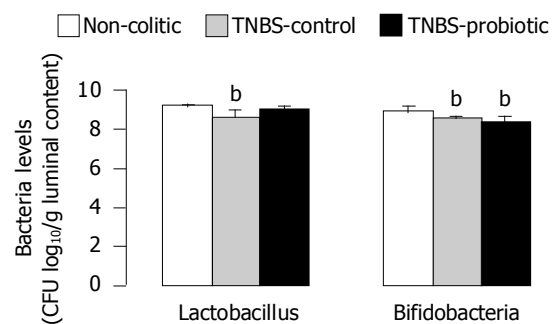 Non-colitic TNBS-control TNBS-probiotic
Bacteria levels
(CFU log10/g luminal content)
10
8
6
4
2
0
b
b b
Lactobacillus Bifidobacteria